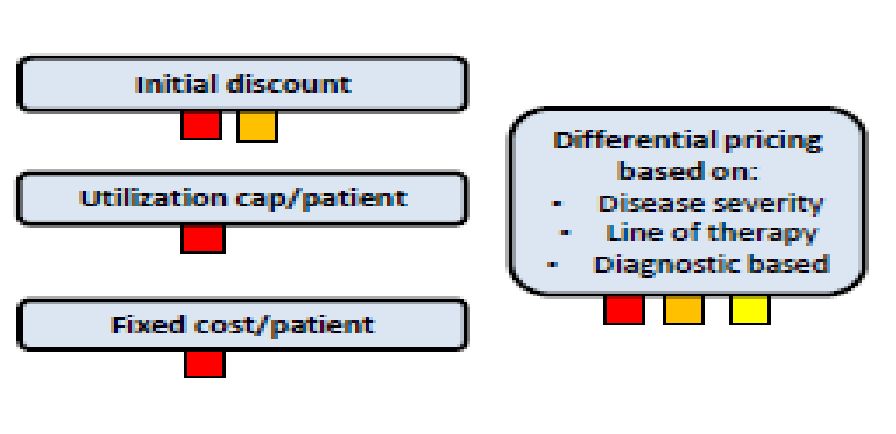 Initial discount
Utilization cap/patient
Fixed cost/patient
Differential pricing
based on:
- Disease severity
- Line of therapy
- Diagnostic based